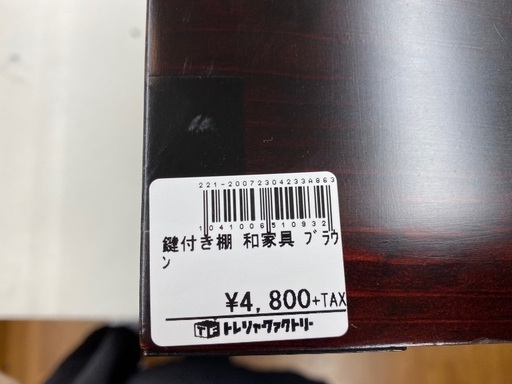 221-20072304233A863
1041006510932
鍵付き棚 和家具 ブラウ
ン
¥4,800+TAX
TF トレジャーファクトリー